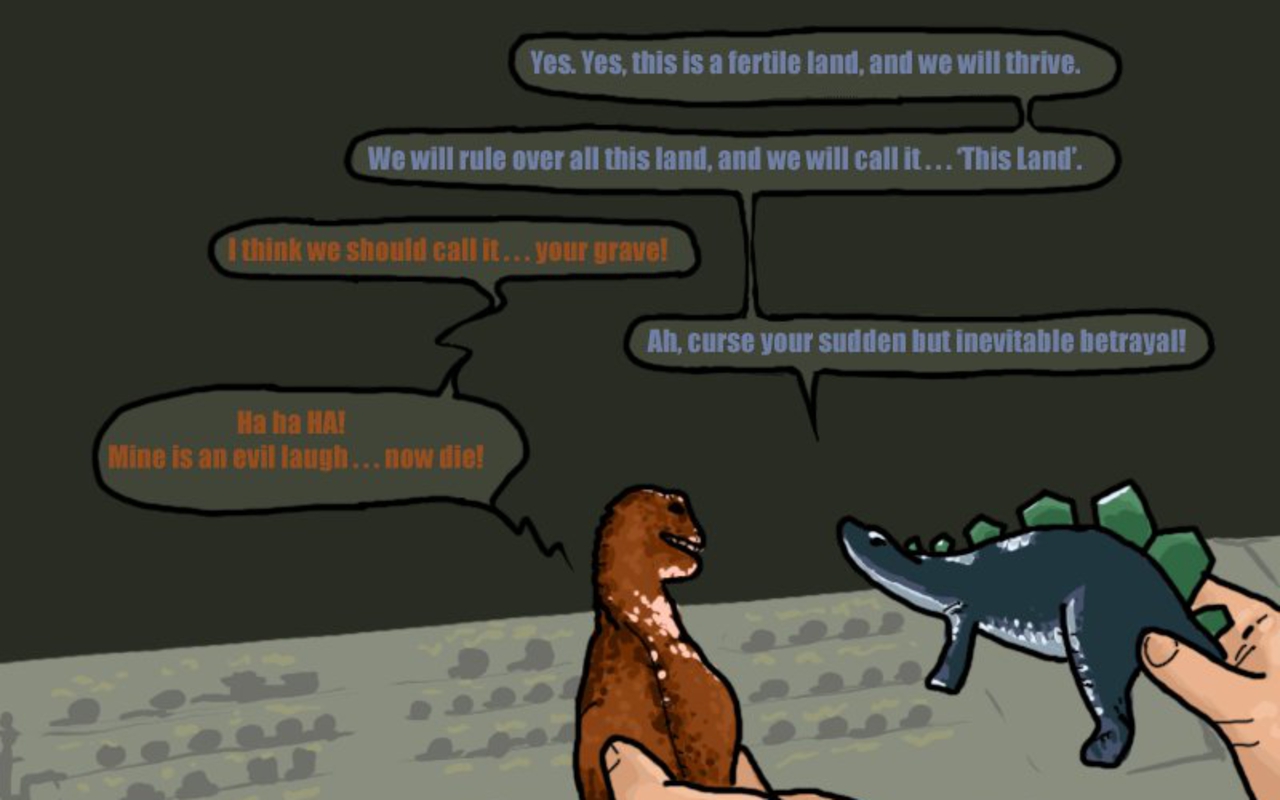 Yes. Yes, this is a fertile land, and we will thrive.
We will rule over all this land, and we will call it . . . ‘This Land’.
I think we should call it . . . your grave!
Ah, curse your sudden but inevitable betrayal!
Ha ha HA!
Mine is an evil laugh . . . now die!